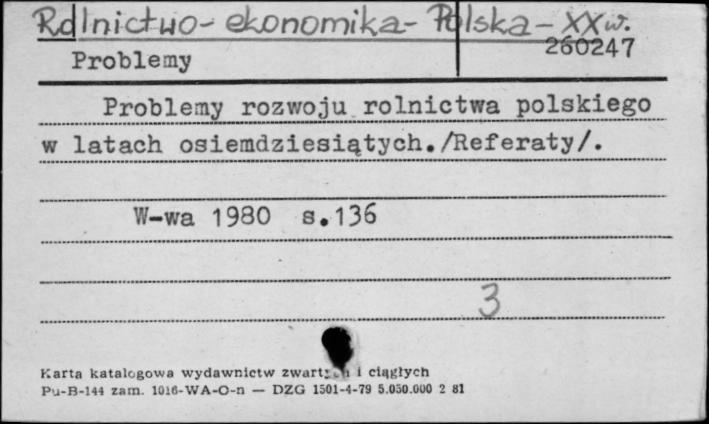 Rolnictwo - ekonomika - Polska - XX w.
260247
Problemy
Problemy rozwoju rolnictwa polskiego
w latach osiemdziesiątych./Referaty/.
W-wa 1980 s.136
3
Karta katalogowa wydawnictw zwartych i ciągłych
Pu-B-144 zam. 1016-WA-O-n — DZG 1501-4-79 5.050.000 2 81